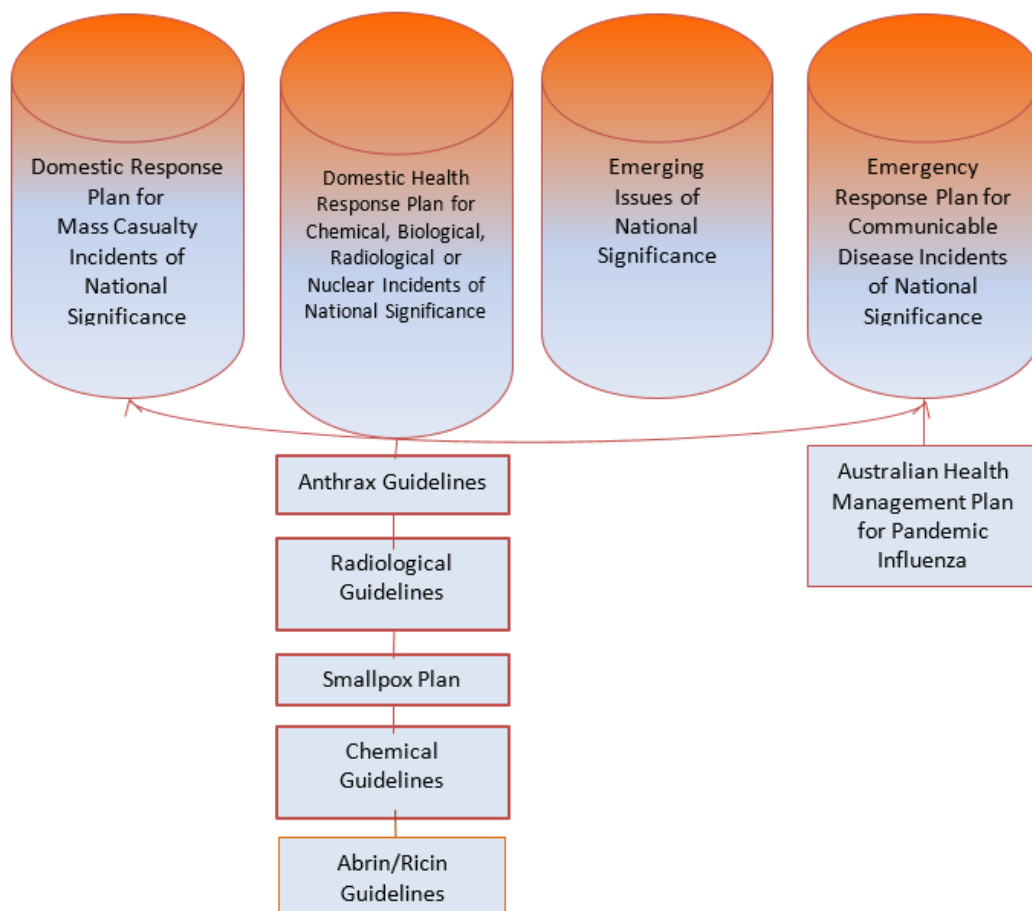 Domestic Response
Plan for
Mass Casualty
Incidents of
National
Significance
Domestic Health
Response Plan for
Chemical, Biological,
Radiological or
Nuclear Incidents of
National Significance
Emerging
Issues of
National
Significance
Emergency
Response Plan for
Communicable
Disease Incidents
of National
Significance
Anthrax Guidelines
Radiological
Guidelines
Smallpox Plan
Chemical
Guidelines
Abrin/Ricin
Guidelines
Australian Health
Management Plan
for Pandemic
Influenza